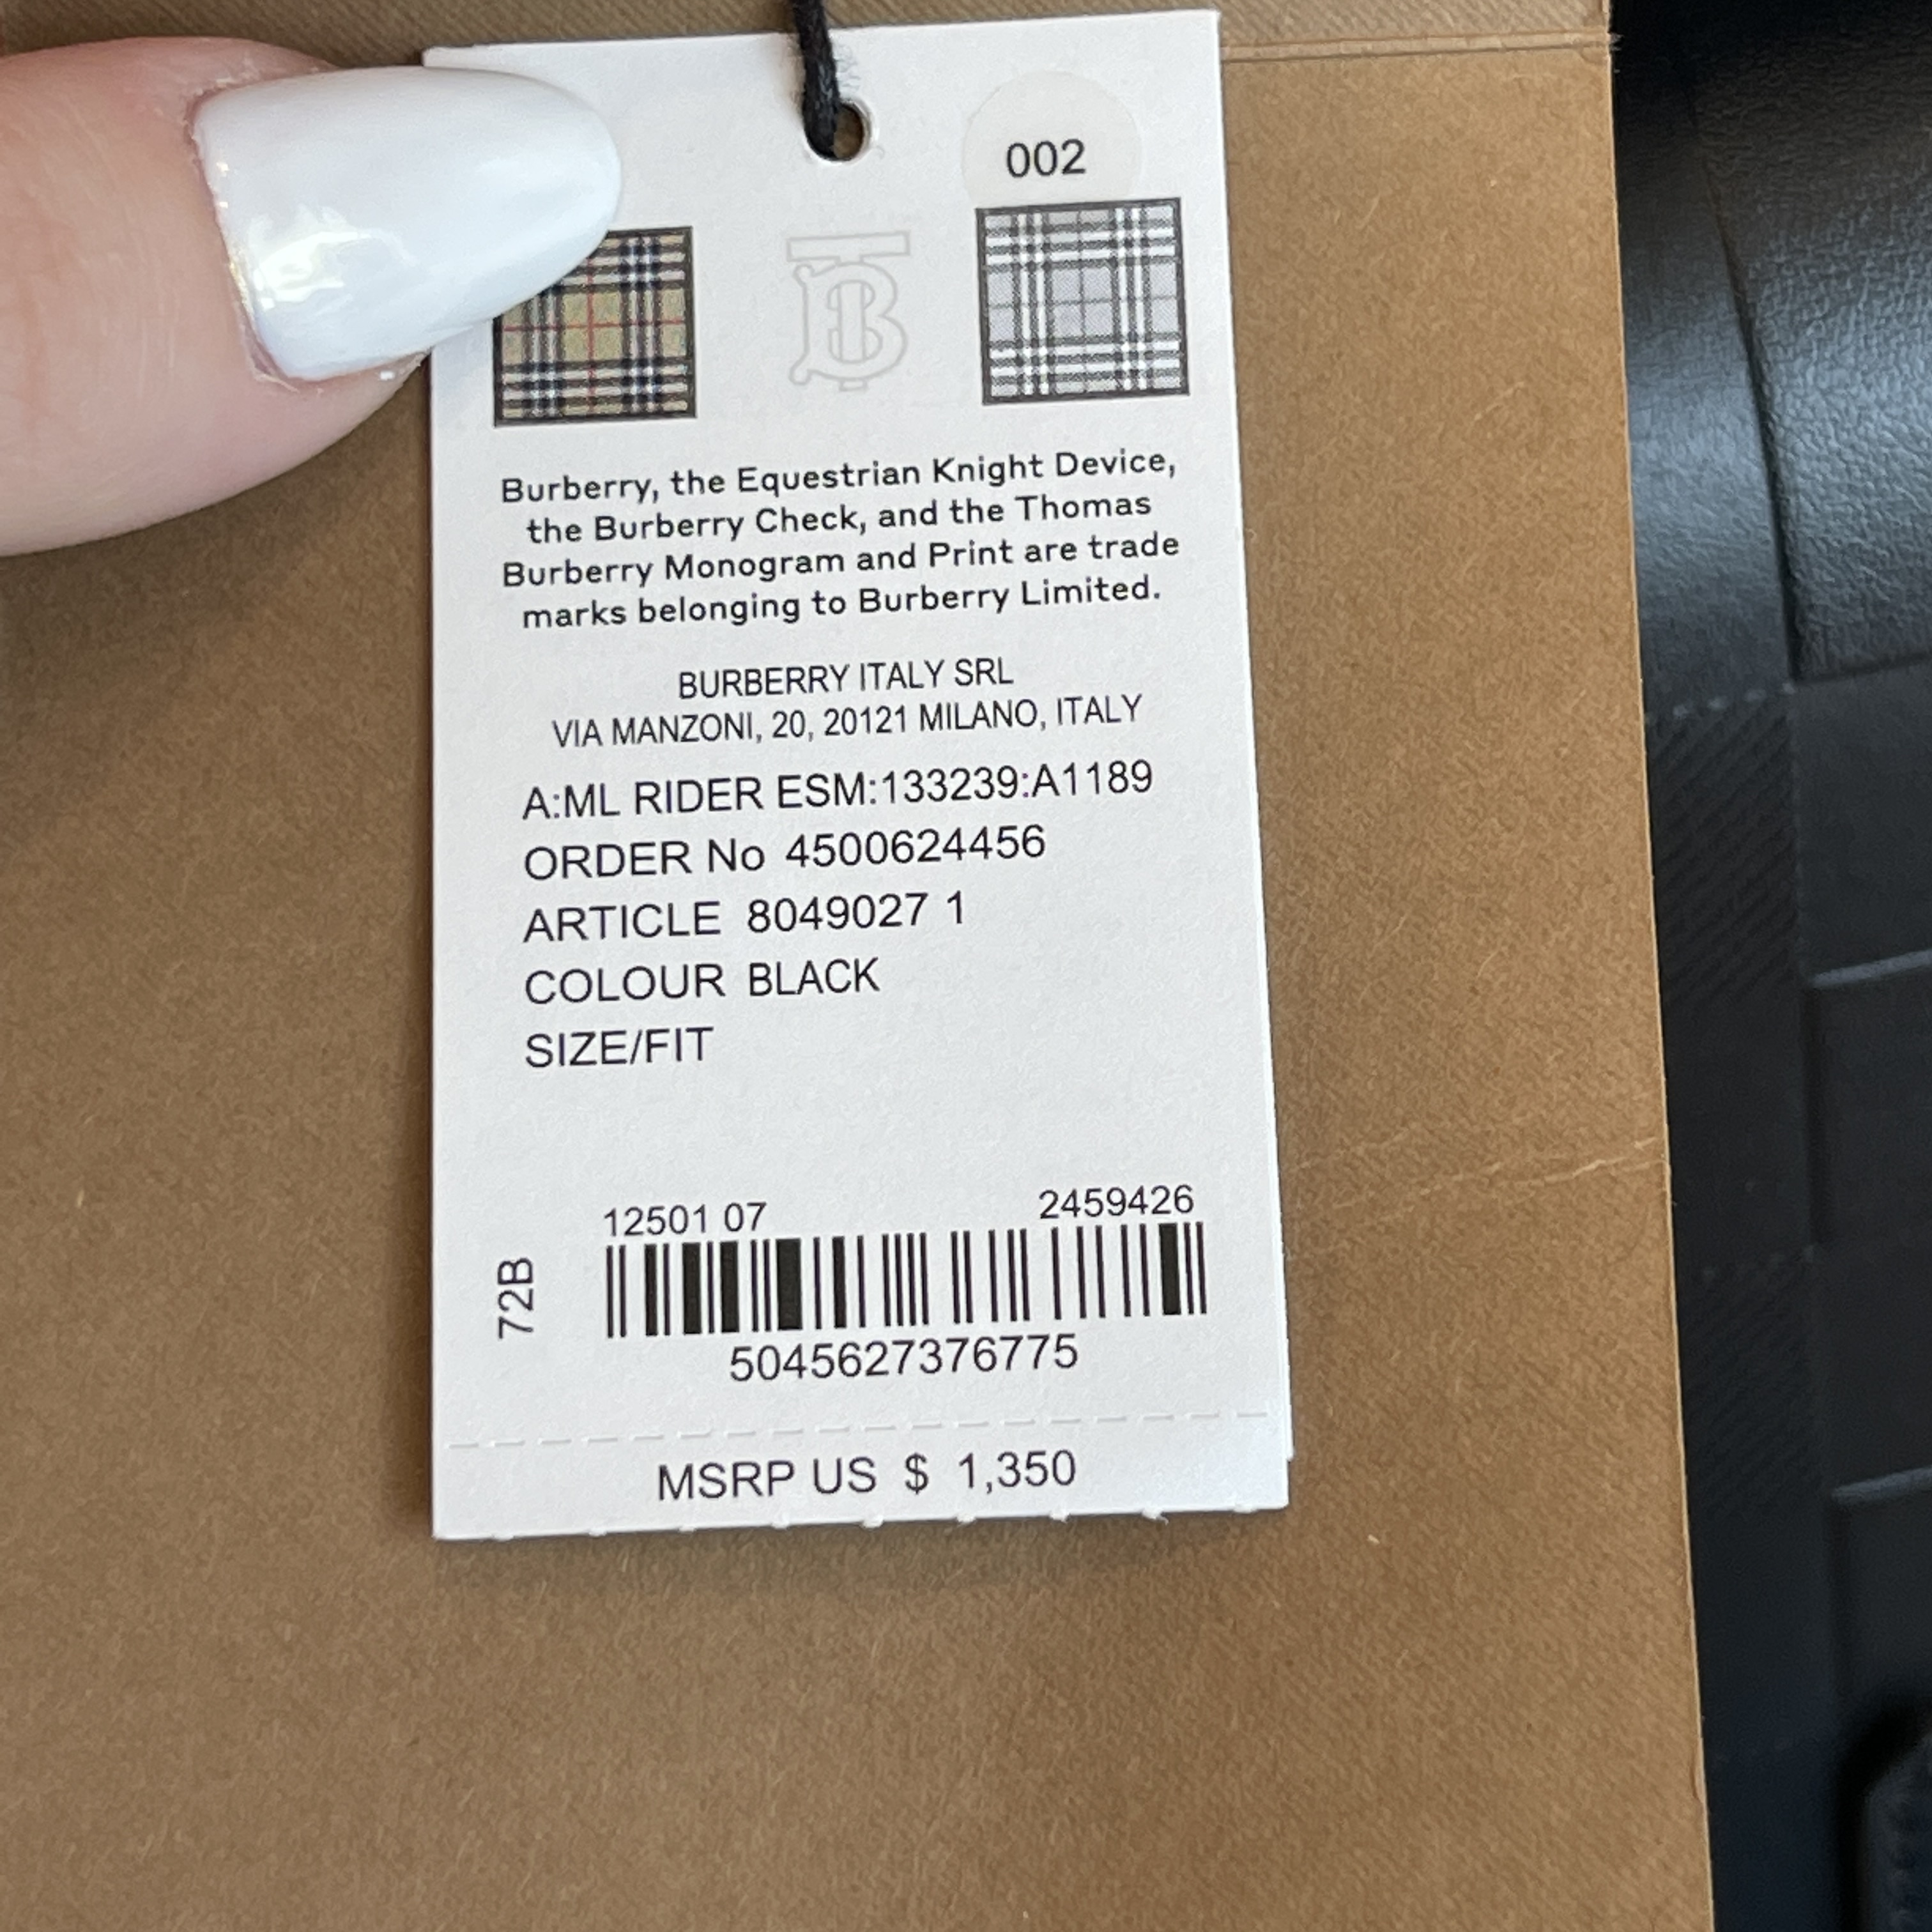 002
Burberry, the Equestrian Knight Device,
the Burberry Check, and the Thomas
Burberry Monogram and Print are trade
marks belonging to Burberry Limited.
BURBERRY ITALY SRL
VIA MANZONI, 20, 20121 MILANO, ITALY
A:ML RIDER ESM:133239:A1189
ORDER No 4500624456
ARTICLE 8049027 1
COLOUR BLACK
SIZE/FIT
12501 07 2459426
72B
5045627376775
MSRP US $ 1,350